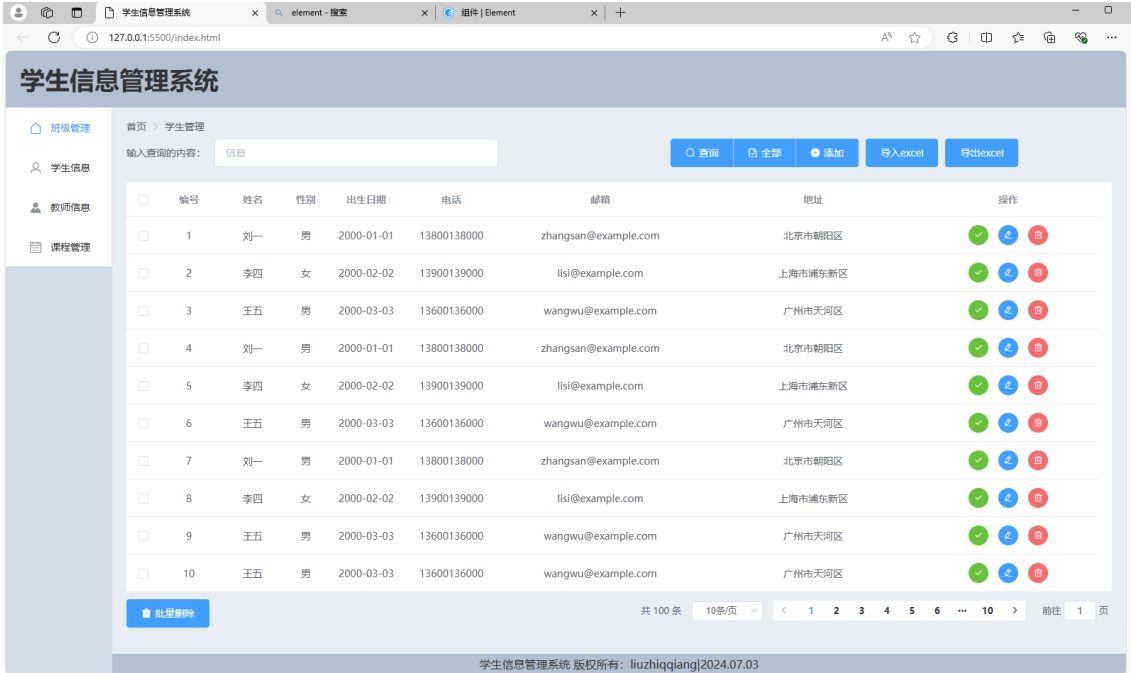 学生信息管理系统 element - 搜索 组件 | Element
127.0.0.1:5500/index.html
学生信息管理系统
班级管理
学生信息
教师信息
课程管理
首页 > 学生管理
输入查询的内容： 信息 查询 全部 添加 导入excel 导出excel
编号 姓名 性别 出生日期 电话 邮箱 地址 操作
1 刘一 男 2000-01-01 13800138000 zhangsan@example.com 北京市朝阳区
2 李四 女 2000-02-02 13900139000 lisi@example.com 上海市浦东新区
3 王五 男 2000-03-03 13600136000 wangwu@example.com 广州市天河区
4 刘一 男 2000-01-01 13800138000 zhangsan@example.com 北京市朝阳区
5 李四 女 2000-02-02 13900139000 lisi@example.com 上海市浦东新区
6 王五 男 2000-03-03 13600136000 wangwu@example.com 广州市天河区
7 刘一 男 2000-01-01 13800138000 zhangsan@example.com 北京市朝阳区
8 李四 女 2000-02-02 13900139000 lisi@example.com 上海市浦东新区
9 王五 男 2000-03-03 13600136000 wangwu@example.com 广州市天河区
10 王五 男 2000-03-03 13600136000 wangwu@example.com 广州市天河区
批量删除 共 100 条 10条/页 < 1 2 3 4 5 6 ··· 10 > 前往 1 页
学生信息管理系统 版权所有：liuzhiqqiang|2024.07.03